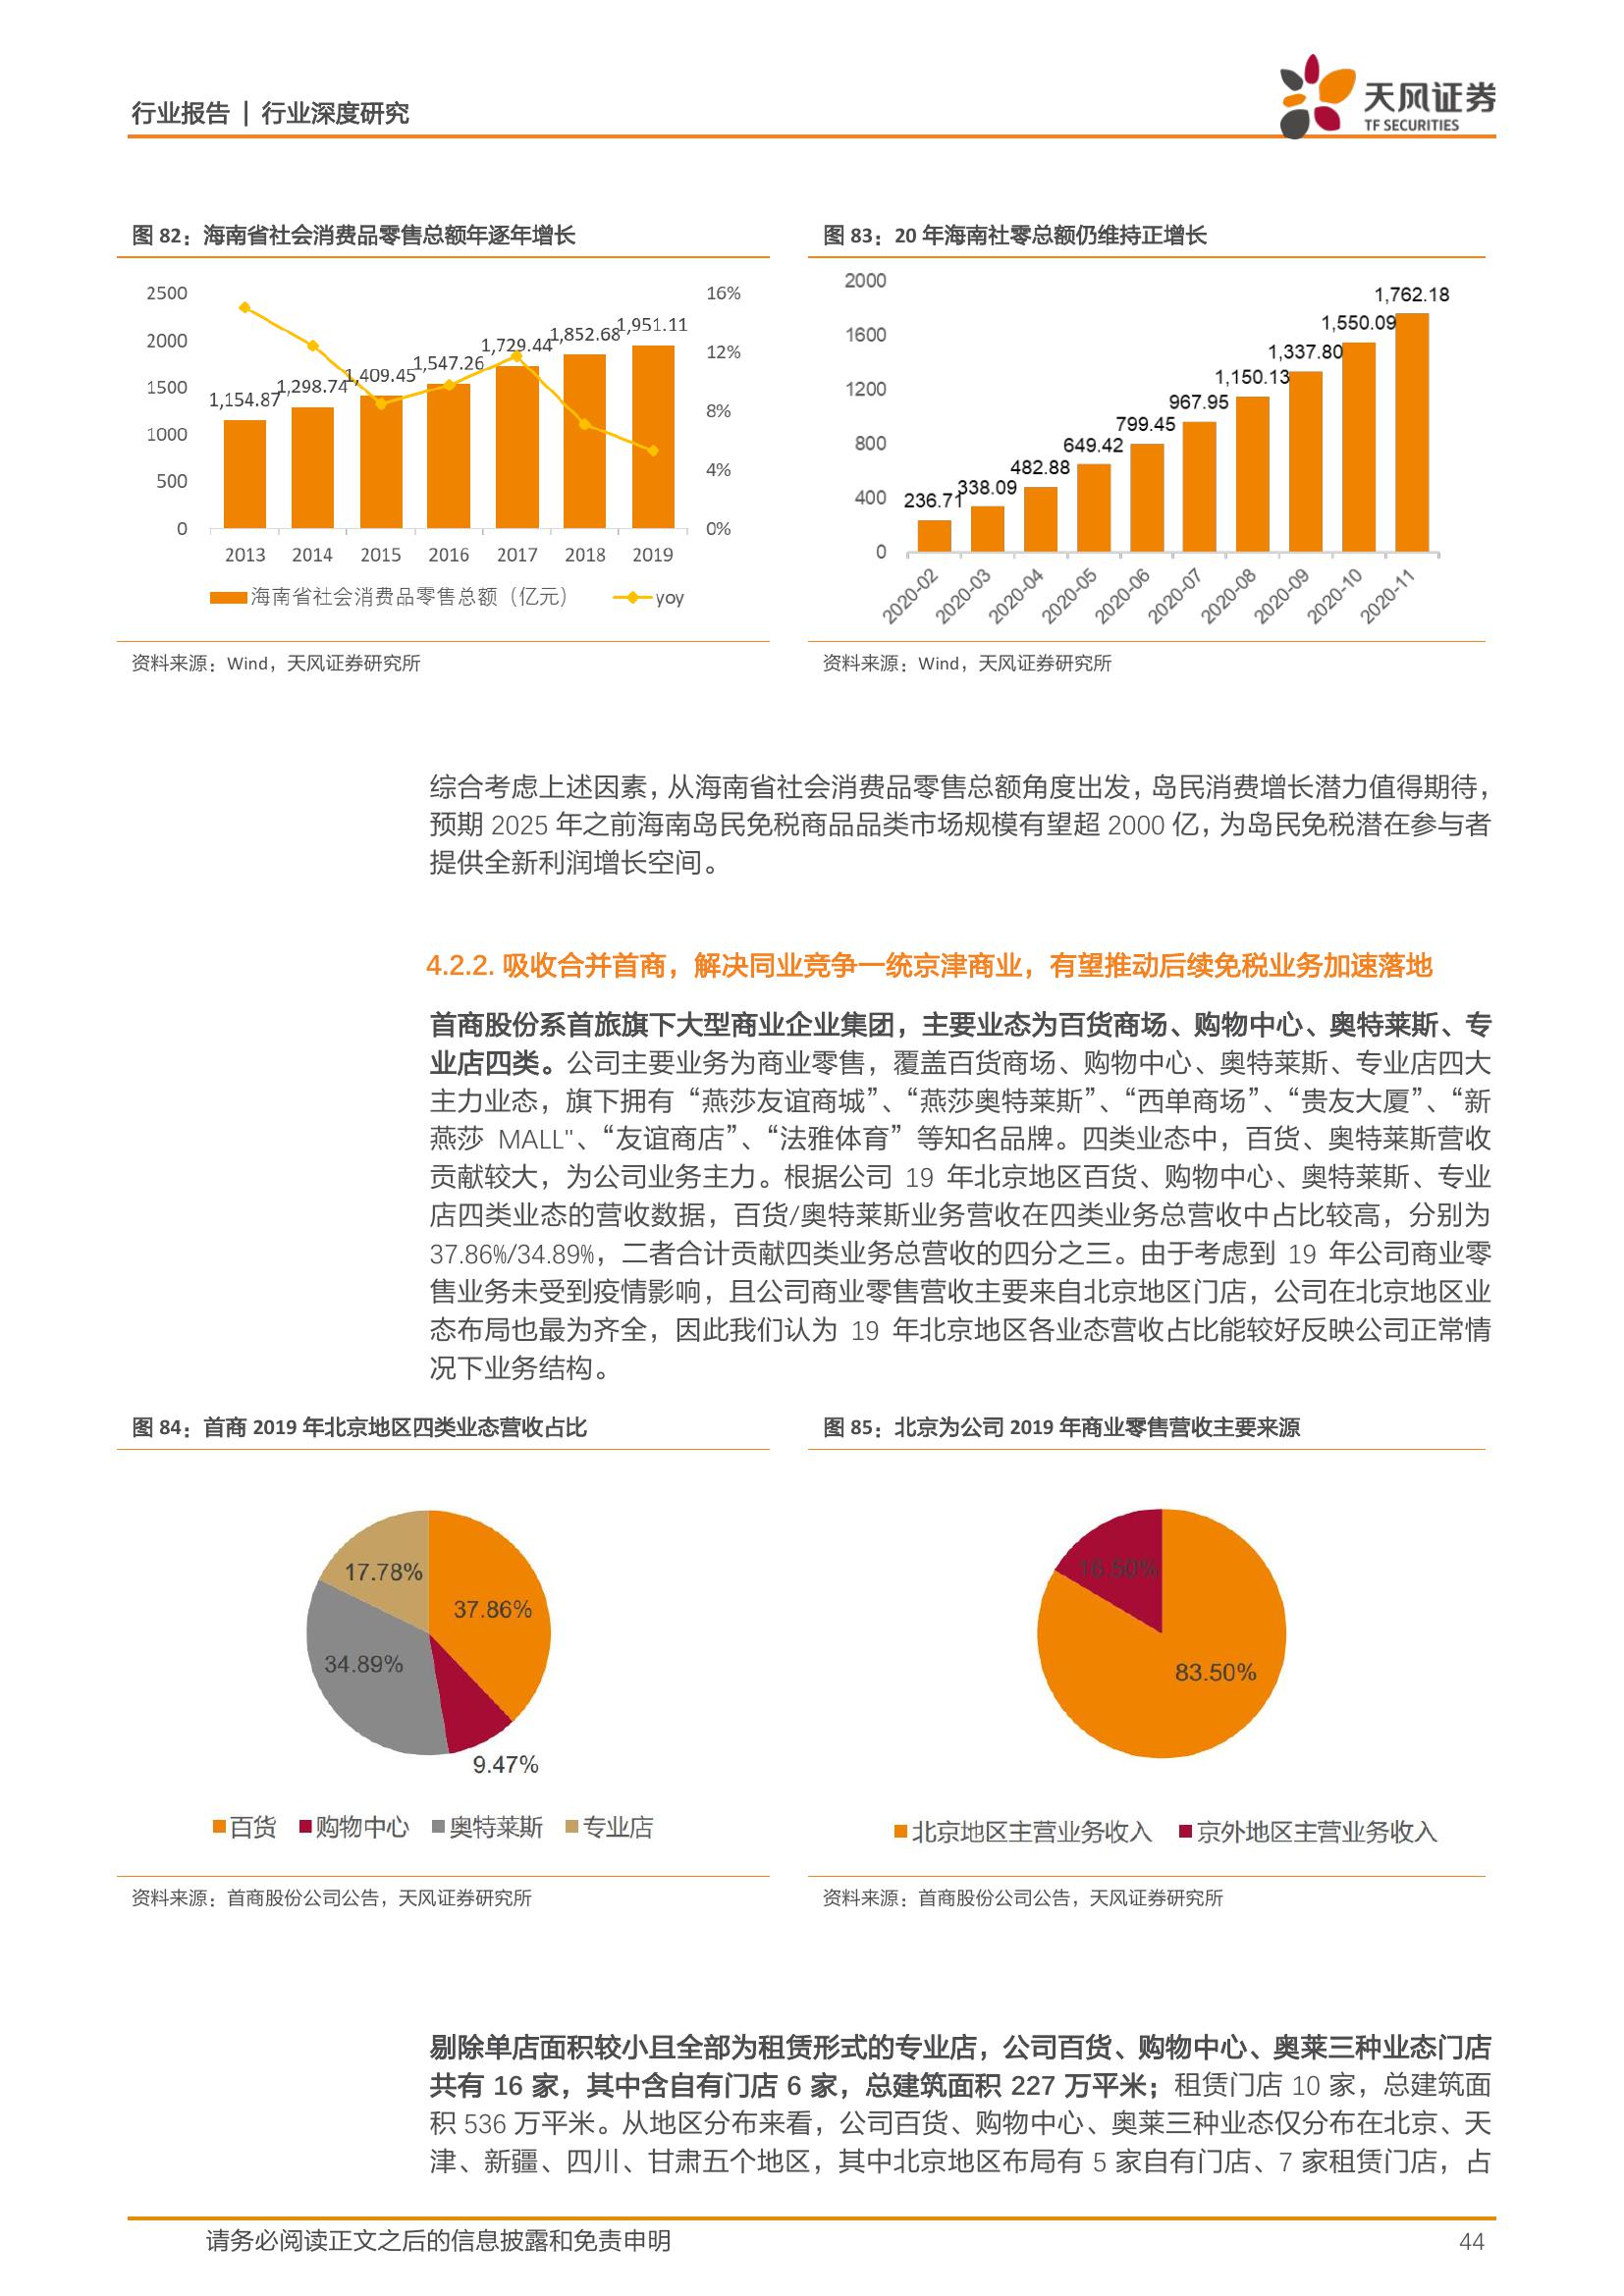 行业报告 | 行业深度研究
天风证券
TF SECURITIES
图 82：海南省社会消费品零售总额年逐年增长
2500
2000
1500
1000
500
0
16%
12%
8%
4%
0%
1,154.87
1,298.74
1,409.45
1,547.26
1,729.44
1,852.68
1,951.11
2013 2014 2015 2016 2017 2018 2019
海南省社会消费品零售总额（亿元） yoy
资料来源：Wind，天风证券研究所
图 83：20 年海南社零总额仍维持正增长
2000
1600
1200
800
400
0
236.71
338.09
482.88
649.42
799.45
967.95
1,150.13
1,337.80
1,550.09
1,762.18
2020-02 2020-03 2020-04 2020-05 2020-06 2020-07 2020-08 2020-09 2020-10 2020-11
资料来源：Wind，天风证券研究所
综合考虑上述因素，从海南省社会消费品零售总额角度出发，岛民消费增长潜力值得期待，
预期 2025 年之前海南岛民免税商品品类市场规模有望超 2000 亿，为岛民免税潜在参与者
提供全新利润增长空间。
4.2.2. 吸收合并首商，解决同业竞争一统京津商业，有望推动后续免税业务加速落地
首商股份系首旅旗下大型商业企业集团，主要业态为百货商场、购物中心、奥特莱斯、专
业店四类。公司主要业务为商业零售，覆盖百货商场、购物中心、奥特莱斯、专业店四大
主力业态，旗下拥有“燕莎友谊商城”、“燕莎奥特莱斯”、“西单商场”、“贵友大厦”、“新
燕莎 MALL"、“友谊商店”、“法雅体育”等知名品牌。四类业态中，百货、奥特莱斯营收
贡献较大，为公司业务主力。根据公司 19 年北京地区百货、购物中心、奥特莱斯、专业
店四类业态的营收数据，百货/奥特莱斯业务营收在四类业务总营收中占比较高，分别为
37.86%/34.89%，二者合计贡献四类业务总营收的四分之三。由于考虑到 19 年公司商业零
售业务未受到疫情影响，且公司商业零售营收主要来自北京地区门店，公司在北京地区业
态布局也最为齐全，因此我们认为 19 年北京地区各业态营收占比能较好反映公司正常情
况下业务结构。
图 84：首商 2019 年北京地区四类业态营收占比
17.78%
37.86%
34.89%
9.47%
百货 购物中心 奥特莱斯 专业店
资料来源：首商股份公司公告，天风证券研究所
图 85：北京为公司 2019 年商业零售营收主要来源
16.50%
83.50%
北京地区主营业务收入 京外地区主营业务收入
资料来源：首商股份公司公告，天风证券研究所
剔除单店面积较小且全部为租赁形式的专业店，公司百货、购物中心、奥莱三种业态门店
共有 16 家，其中含自有门店 6 家，总建筑面积 227 万平米；租赁门店 10 家，总建筑面
积 536 万平米。从地区分布来看，公司百货、购物中心、奥莱三种业态仅分布在北京、天
津、新疆、四川、甘肃五个地区，其中北京地区布局有 5 家自有门店、7 家租赁门店，占
请务必阅读正文之后的信息披露和免责申明
44